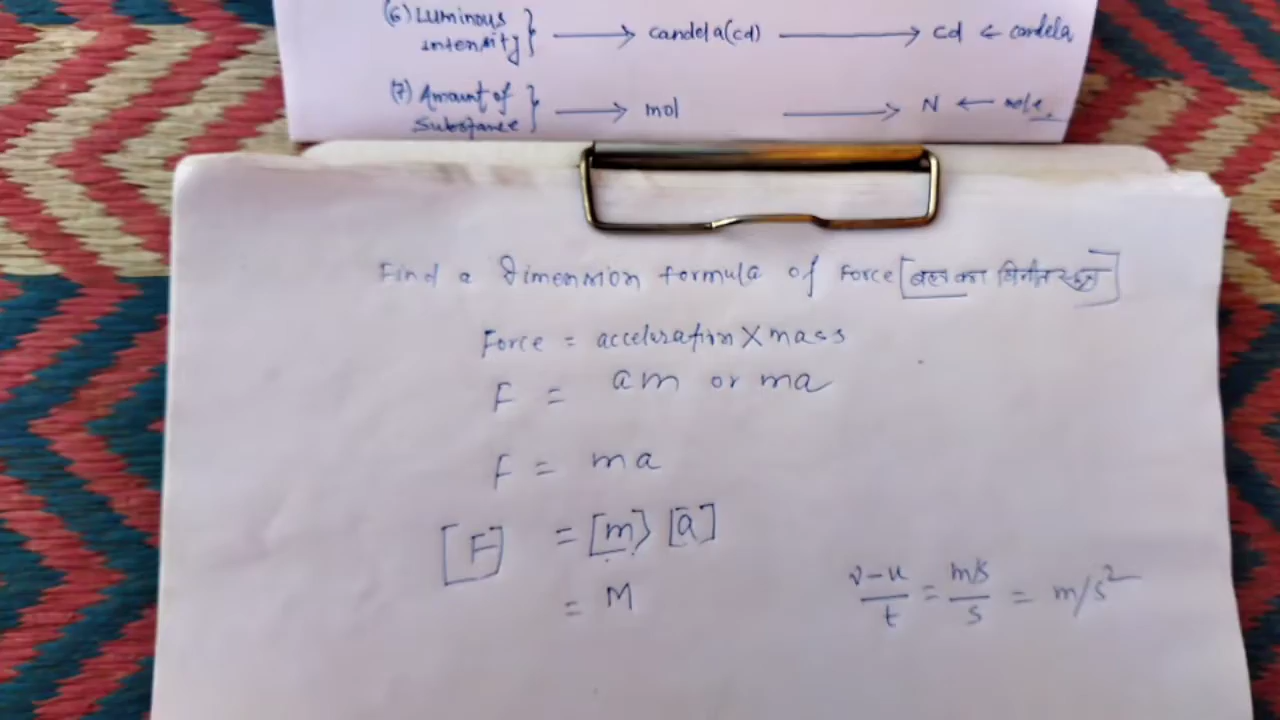 (6) Luminous intensity } → candela(cd) → cd ← candela
(7) Amount of Substance } → mol → N ← mole.
Find a Dimension formula of Force [बल का विमीय सूत्र]
Force = acceleration X mass
F = am or ma
F = ma
[F] = [m] [a]
= M
v-u/t = m/s/s = m/s²